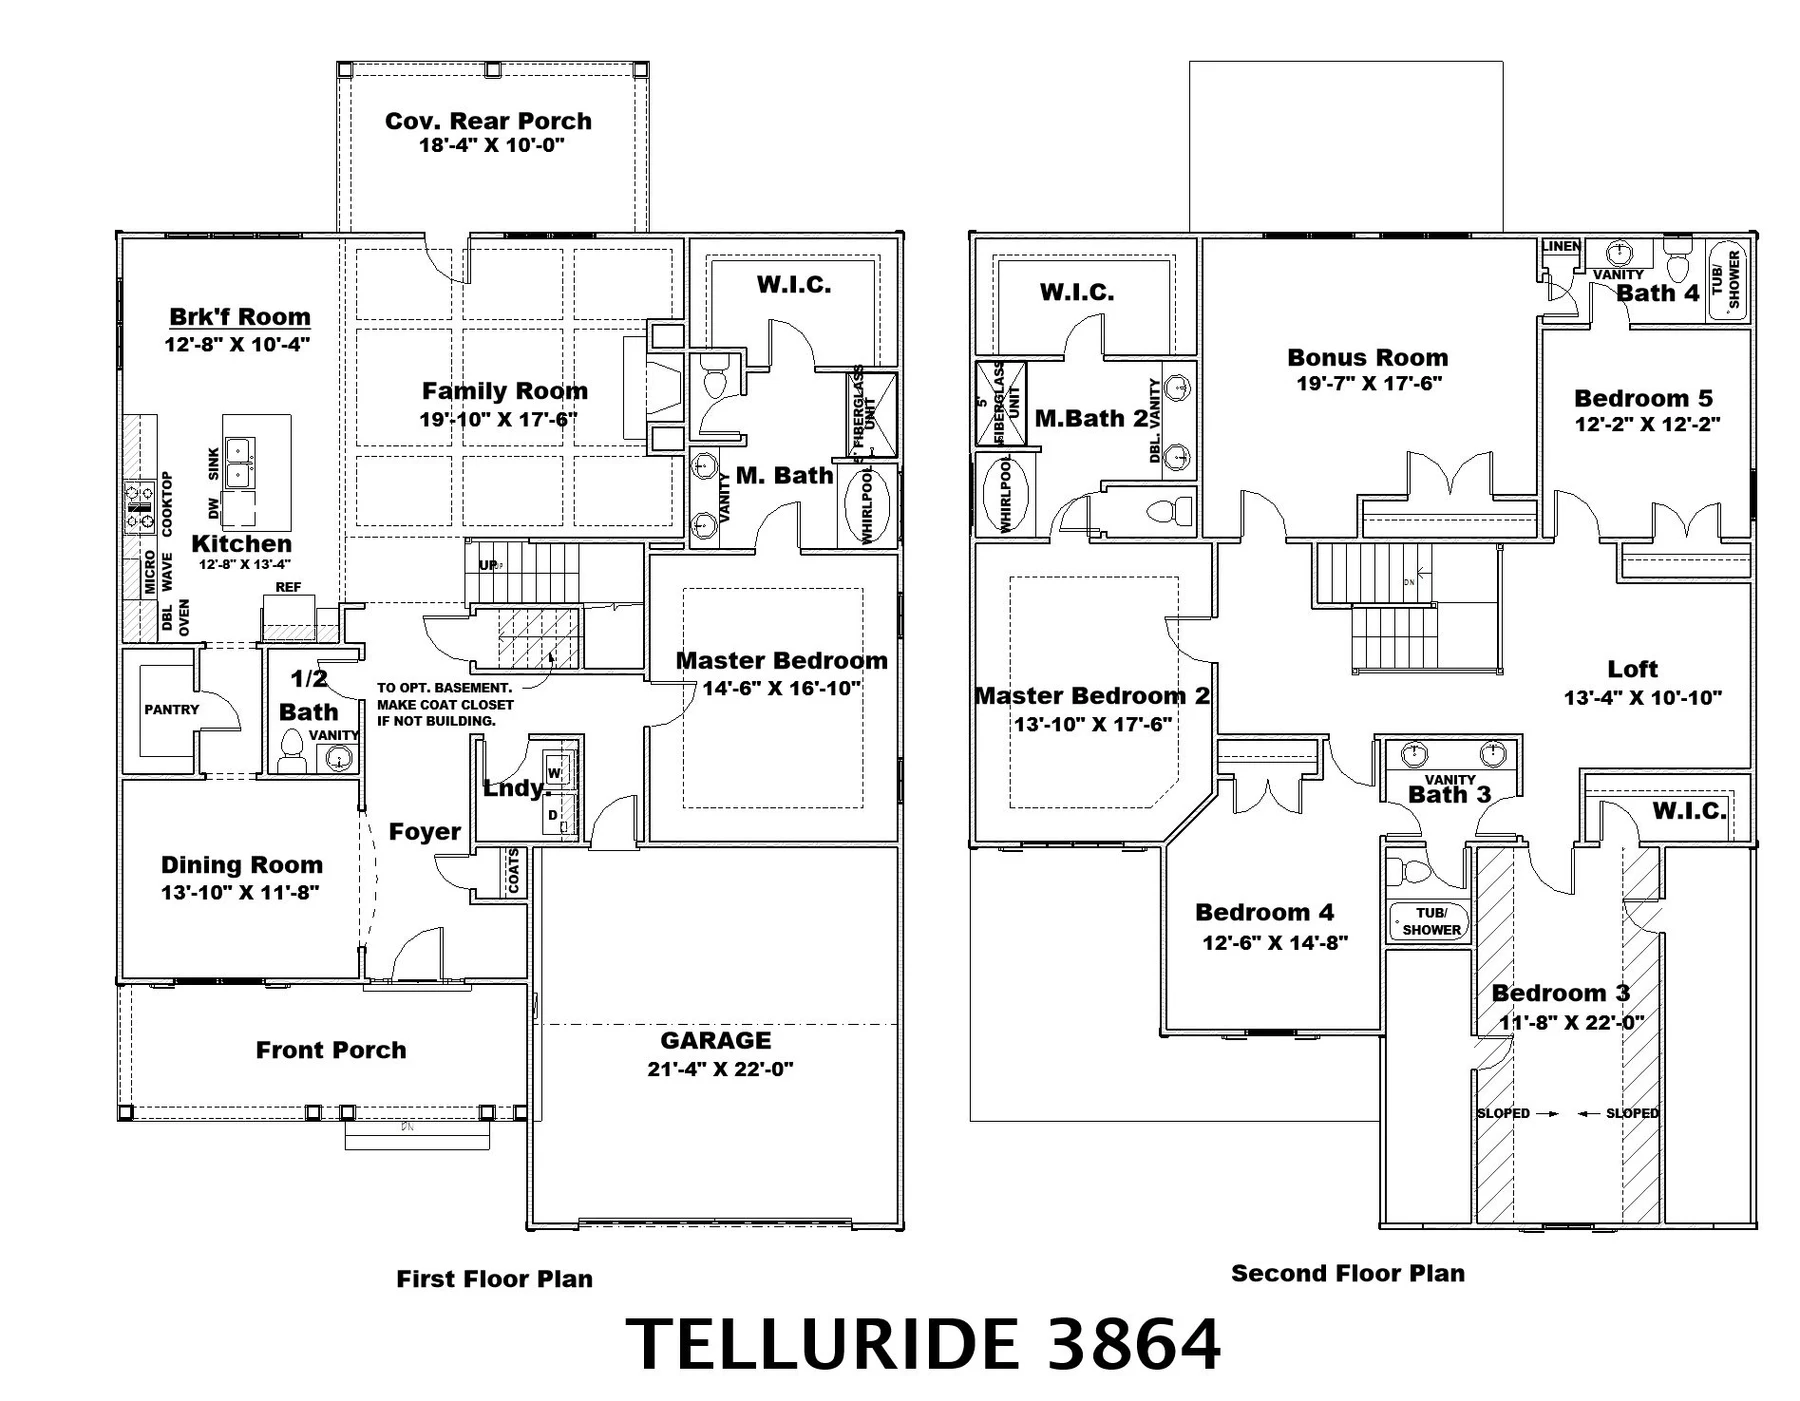 Cov. Rear Porch
18'-4" X 10'-0"
W.I.C.
Brk'f Room
12'-8" X 10'-4"
Family Room
19'-10" X 17'-6"
5' FIBERGLASS
UNIT
M. Bath
VANITY
WHIRLPOOL
SINK
DW
COOKTOP
Kitchen
12'-8" X 13'-4"
MICRO
WAVE
DBL
OVEN
REF
UP
Master Bedroom
14'-6" X 16'-10"
TO OPT. BASEMENT.
MAKE COAT CLOSET
IF NOT BUILDING.
PANTRY
1/2
Bath
VANITY
Lndy.
W
D
Foyer
COATS
Dining Room
13'-10" X 11'-8"
Front Porch
DN
GARAGE
21'-4" X 22'-0"
First Floor Plan
W.I.C.
LINEN
VANITY
Bath 4
TUB/
SHOWER
Bonus Room
19'-7" X 17'-6"
Bedroom 5
12'-2" X 12'-2"
5'
FIBERGLASS
UNIT
M.Bath 2
DBL. VANITY
WHIRLPOOL
DN
Master Bedroom 2
13'-10" X 17'-6"
Loft
13'-4" X 10'-10"
VANITY
Bath 3
W.I.C.
Bedroom 4
12'-6" X 14'-8"
TUB/
SHOWER
Bedroom 3
11'-8" X 22'-0"
SLOPED
SLOPED
Second Floor Plan
TELLURIDE 3864